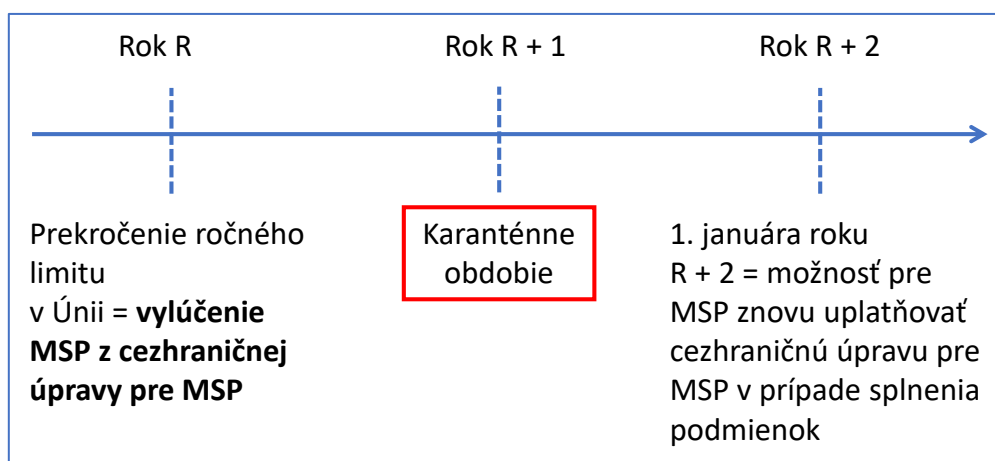 Rok R
Rok R + 1
Rok R + 2
Prekročenie ročného
limitu
v Únii = vylúčenie
MSP z cezhraničnej
úpravy pre MSP
Karanténne
obdobie
1. januára roku
R + 2 = možnosť pre
MSP znovu uplatňovať
cezhraničnú úpravu pre
MSP v prípade splnenia
podmienok